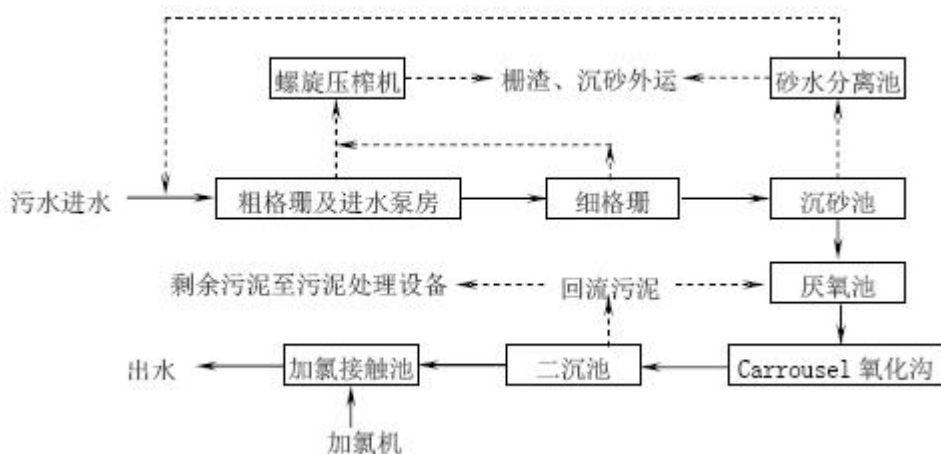 螺旋压榨机
栅渣、沉砂外运
砂水分离池
污水进水
粗格珊及进水泵房
细格珊
沉砂池
剩余污泥至污泥处理设备
回流污泥
厌氧池
出水
加氯接触池
二沉池
Carrousel 氧化沟
加氯机